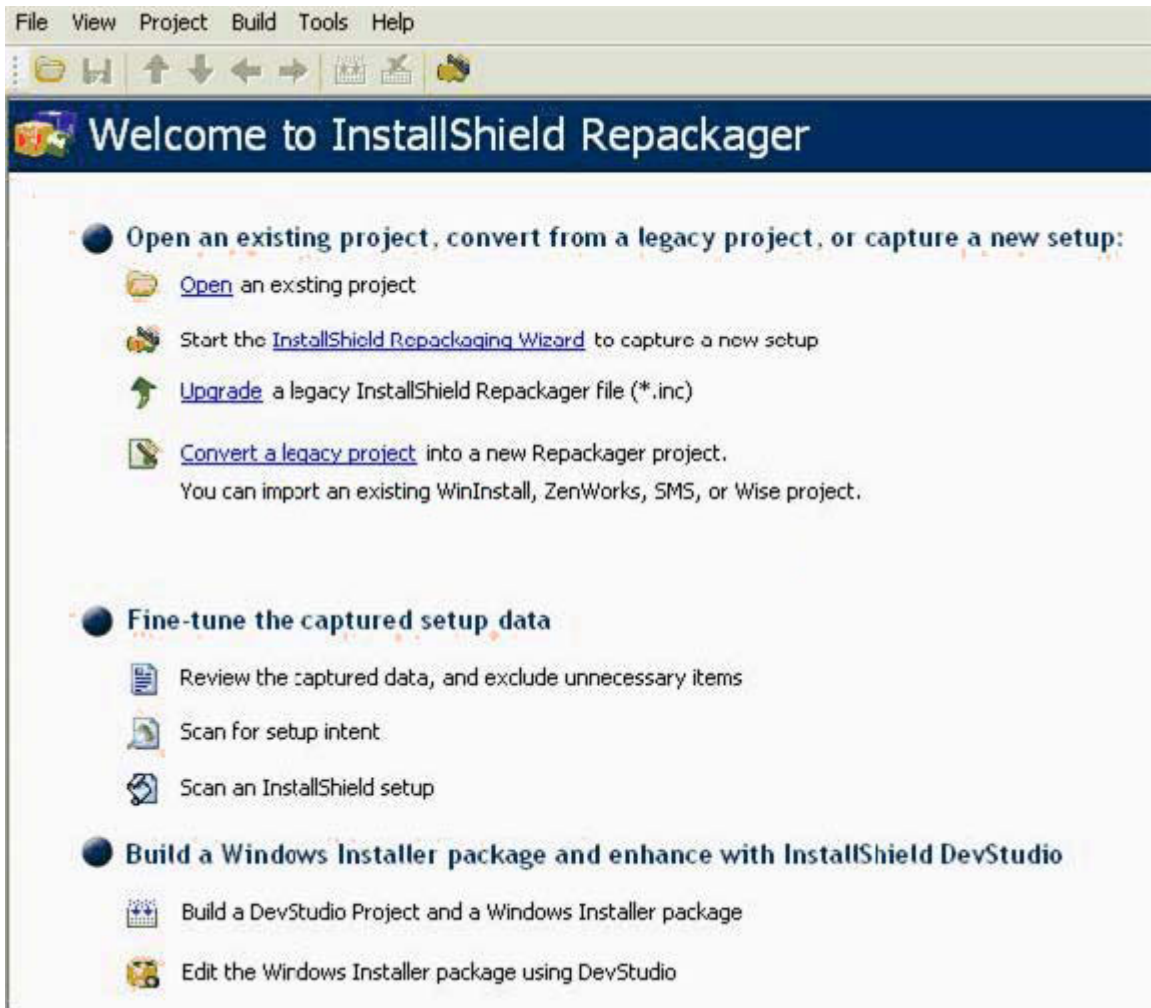 File View Project Build Tools Help
Welcome to InstallShield Repackager
Open an existing project, convert from a legacy project, or capture a new setup:
Open an existing project
Start the InstallShield Repackaging Wizard to capture a new setup
Upgrade a legacy InstallShield Repackager file (*.inc)
Convert a legacy project into a new Repackager project.
You can import an existing WinInstall, ZenWorks, SMS, or Wise project.
Fine-tune the captured setup data
Review the captured data, and exclude unnecessary items
Scan for setup intent
Scan an InstallShield setup
Build a Windows Installer package and enhance with InstallShield DevStudio
Build a DevStudio Project and a Windows Installer package
Edit the Windows Installer package using DevStudio